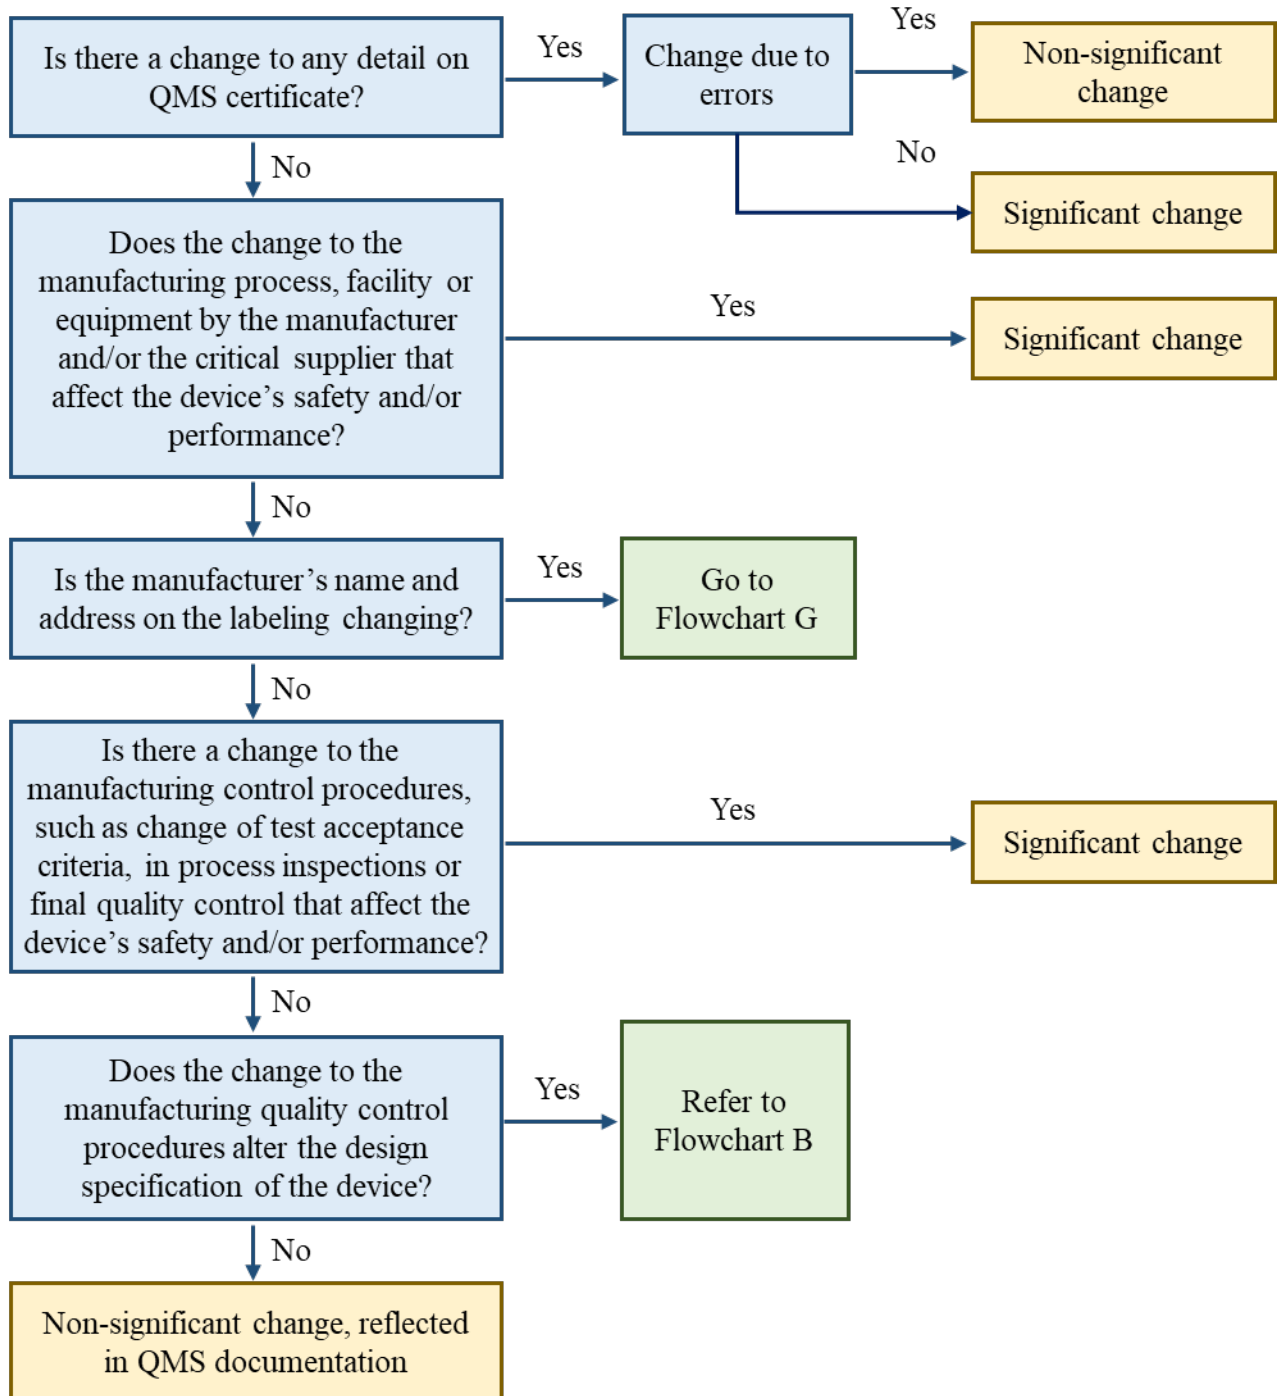 Is there a change to any detail on
QMS certificate?
Yes
Change due to
errors
Yes
Non-significant
change
No
Significant change
No
Does the change to the
manufacturing process, facility or
equipment by the manufacturer
and/or the critical supplier that
affect the device’s safety and/or
performance?
Yes
Significant change
No
Is the manufacturer’s name and
address on the labeling changing?
Yes
Go to
Flowchart G
No
Is there a change to the
manufacturing control procedures,
such as change of test acceptance
criteria, in process inspections or
final quality control that affect the
device’s safety and/or performance?
Yes
Significant change
No
Does the change to the
manufacturing quality control
procedures alter the design
specification of the device?
Yes
Refer to
Flowchart B
No
Non-significant change, reflected
in QMS documentation